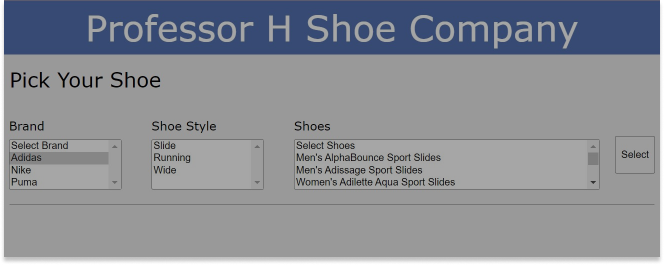 Professor H Shoe Company
Pick Your Shoe
Brand
Select Brand
Adidas
Nike
Puma
Shoe Style
Slide
Running
Wide
Shoes
Select Shoes
Men's AlphaBounce Sport Slides
Men's Adissage Sport Slides
Women's Adilette Aqua Sport Slides
Select